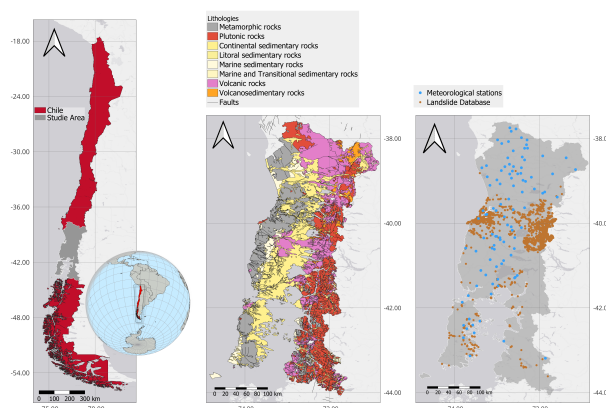 -18.00
-24.00
-30.00
-36.00
-48.00
-54.00
Chile
Studie Area
0 100 200 300 km
Lithologies
Metamorphic rocks
Plutonic rocks
Continental sedimentary rocks
Litoral sedimentary rocks
Marine sedimentary rocks
Marine and Transitional sedimentary rocks
Volcanic rocks
Volcanosedimentary rocks
Faults
-38.00
-40.00
-42.00
-44.00
0 20 40 60 80 100 km
Meteorological stations
Landslide Database
-38.00
-40.00
-42.00
-44.00
0 20 40 60 80 100 km